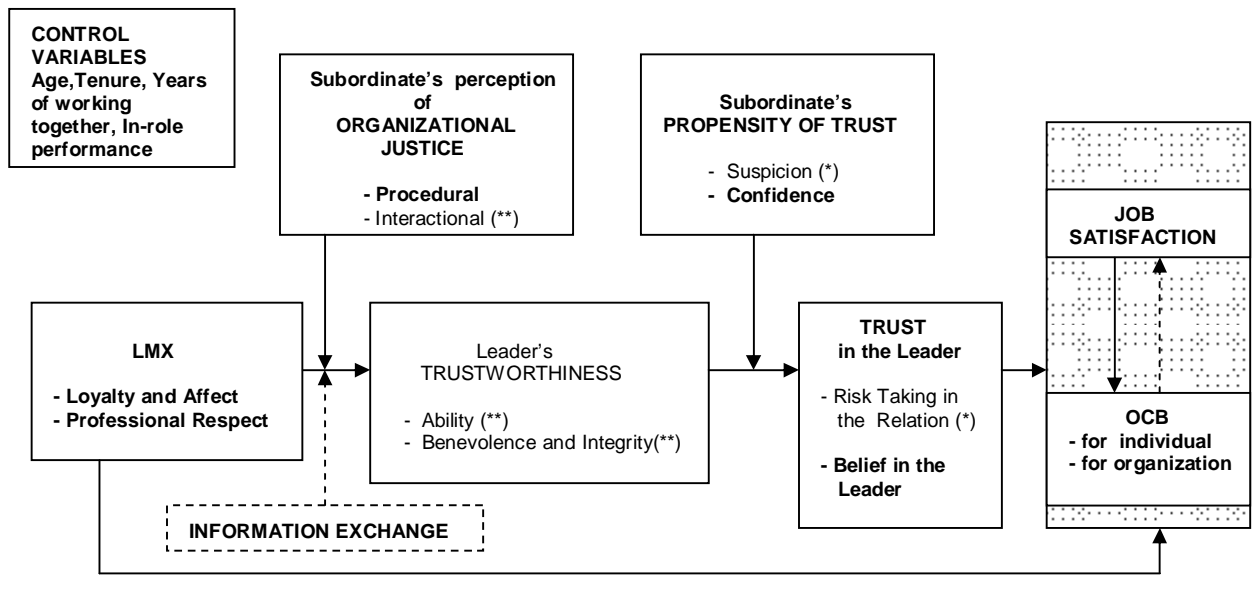 CONTROL
VARIABLES
Age,Tenure, Years
of working
together, In-role
performance
Subordinate’s perception
of
ORGANIZATIONAL
JUSTICE
- Procedural
- Interactional (**)
Subordinate’s
PROPENSITY OF TRUST
- Suspicion (*)
- Confidence
JOB
SATISFACTION
LMX
- Loyalty and Affect
- Professional Respect
Leader’s
TRUSTWORTHINESS
- Ability (**)
- Benevolence and Integrity(**)
TRUST
in the Leader
- Risk Taking in
the Relation (*)
- Belief in the
Leader
OCB
- for individual
- for organization
INFORMATION EXCHANGE